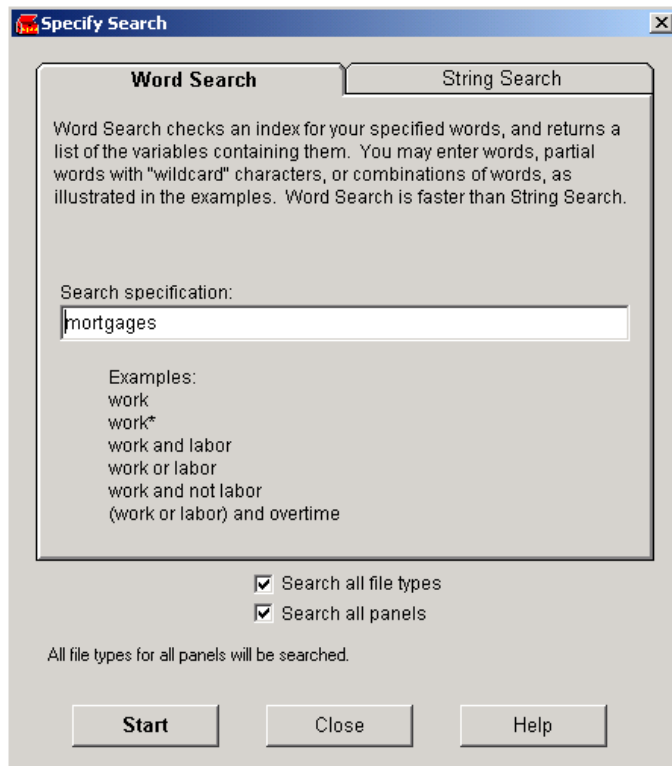 Specify Search
Word Search
String Search
Word Search checks an index for your specified words, and returns a
list of the variables containing them.  You may enter words, partial
words with "wildcard" characters, or combinations of words, as
illustrated in the examples.  Word Search is faster than String Search.
Search specification:
mortgages
Examples:
work
work*
work and labor
work or labor
work and not labor
(work or labor) and overtime
Search all file types
Search all panels
All file types for all panels will be searched.
Start
Close
Help